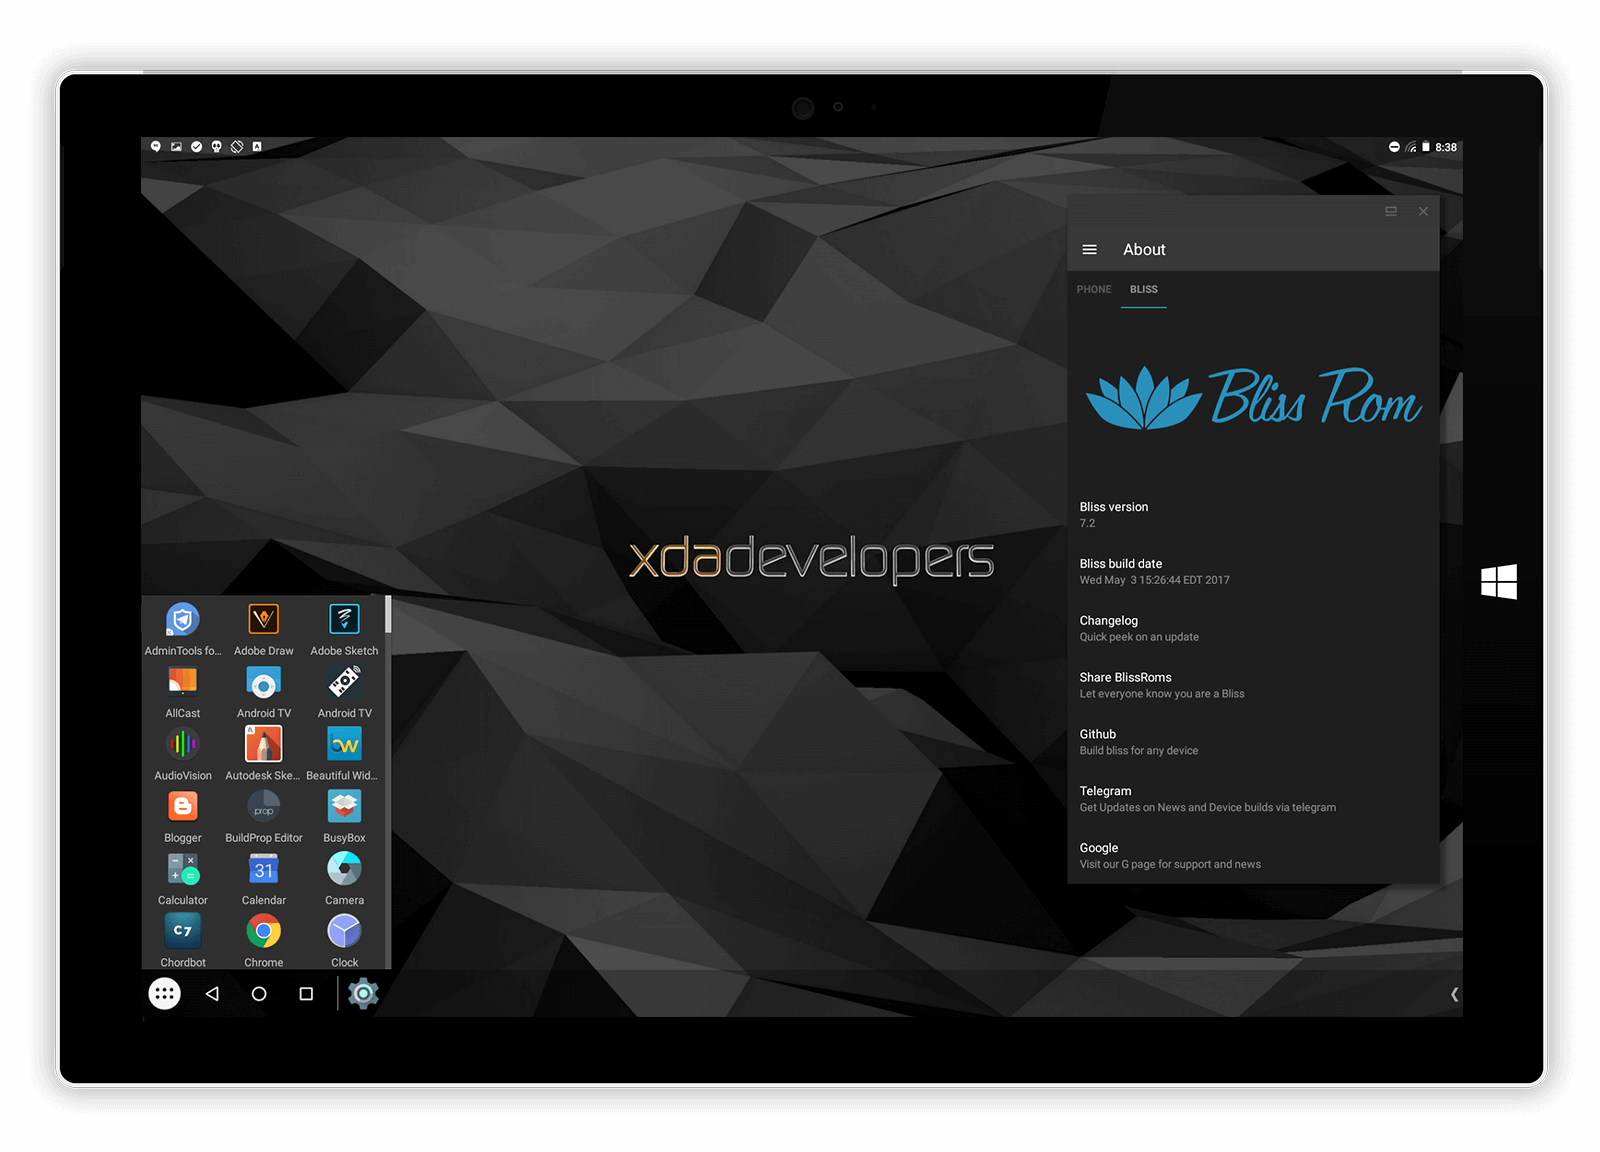 8:38
About
PHONE BLISS
Bliss Rom
Bliss version
7.2
Bliss build date
Wed May 3 15:26:44 EDT 2017
Changelog
Quick peek on an update
Share BlissRoms
Let everyone know you are a Bliss
Github
Build bliss for any device
Telegram
Get Updates on News and Device builds via telegram
Google
Visit our G page for support and news
xdadevelopers
AdminTools fo... Adobe Draw Adobe Sketch
AllCast Android TV Android TV
AudioVision Autodesk Ske... Beautiful Wid...
bw
prop
Blogger BuildProp Editor BusyBox
31
Calculator Calendar Camera
C7
Chordbot Chrome Clock